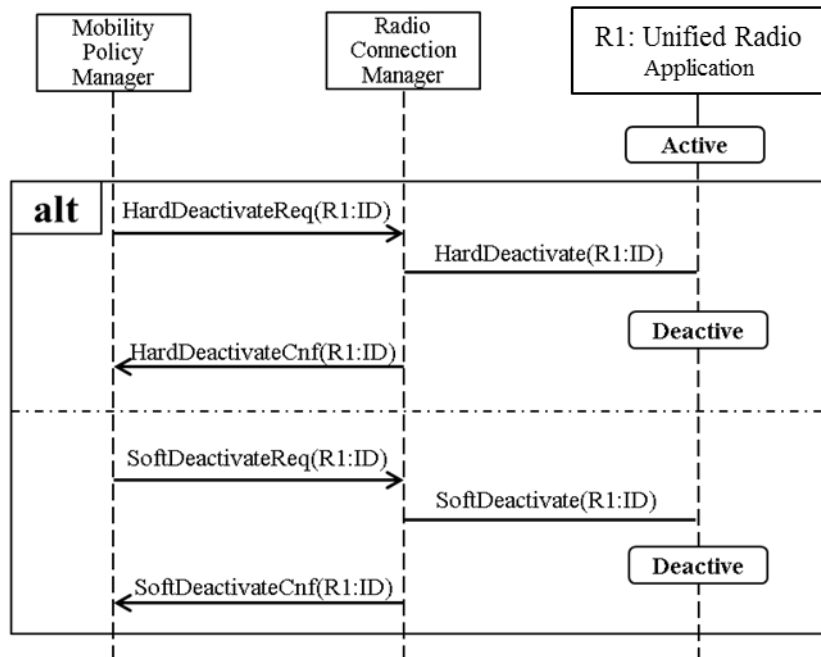 Mobility
Policy
Manager
Radio
Connection
Manager
R1: Unified Radio
Application
Active
alt
HardDeactivateReq(R1:ID)
HardDeactivate(R1:ID)
Deactive
HardDeactivateCnf(R1:ID)
SoftDeactivateReq(R1:ID)
SoftDeactivate(R1:ID)
Deactive
SoftDeactivateCnf(R1:ID)